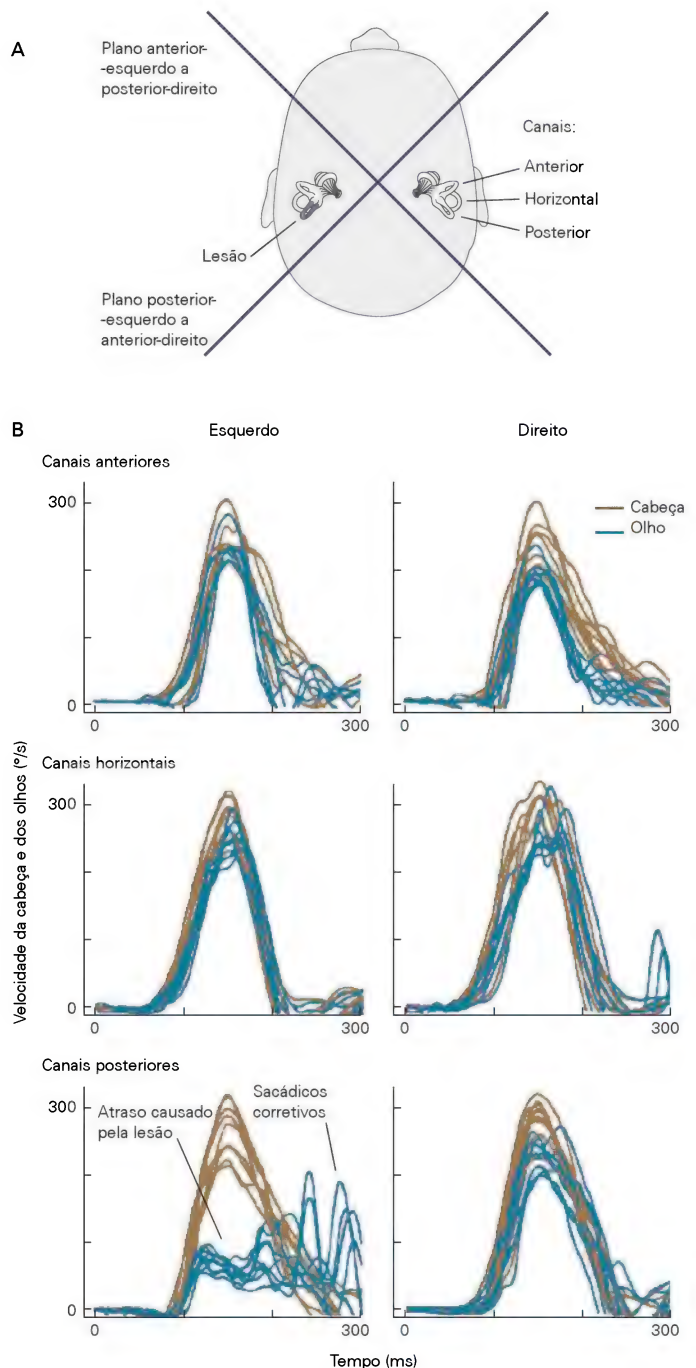 A
Plano anterior-
-esquerdo a
posterior-direito
Canais:
Anterior
Horizontal
Posterior
Lesão
Plano posterior-
-esquerdo a
anterior-direito
B
Esquerdo
Direito
Canais anteriores
300
0
0
300
0
300
Cabeça
Olho
Velocidade da cabeça e dos olhos (°/s)
Canais horizontais
300
0
0
300
0
300
Canais posteriores
300
0
Atraso causado
pela lesão
Sacádicos
corretivos
0
300
0
300
Tempo (ms)